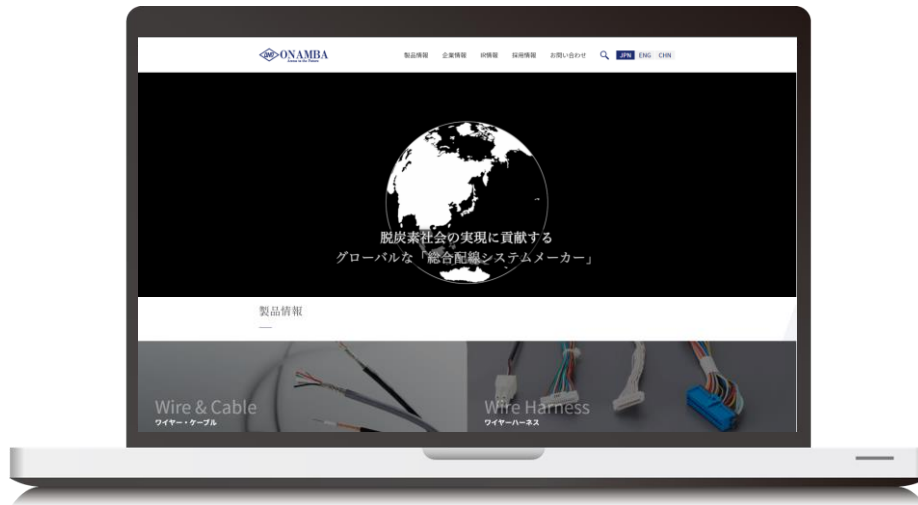 ONAMBA
製品情報 企業情報 IR情報 採用情報 お問い合わせ JPN ENG CHN
脱炭素社会の実現に貢献する
グローバルな「総合配線システムメーカー」
製品情報
Wire & Cable
ワイヤー・ケーブル
Wire Harness
ワイヤーハーネス